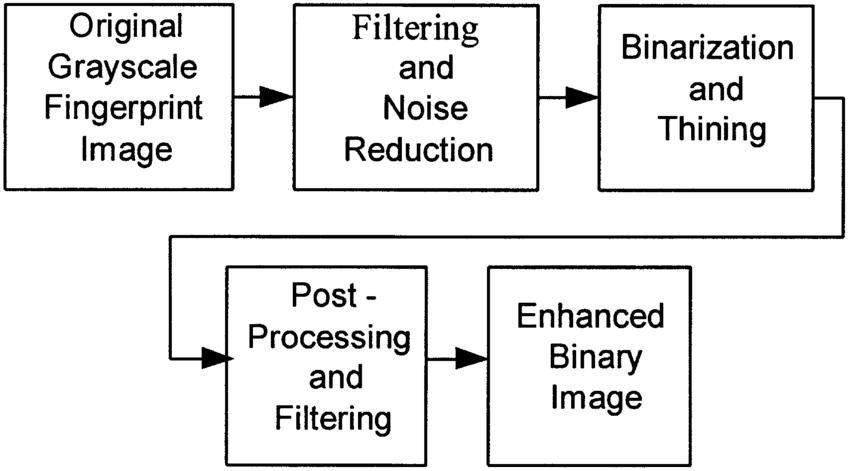 Original
Grayscale
Fingerprint
Image
Filtering
and
Noise
Reduction
Binarization
and
Thining
Post -
Processing
and
Filtering
Enhanced
Binary
Image